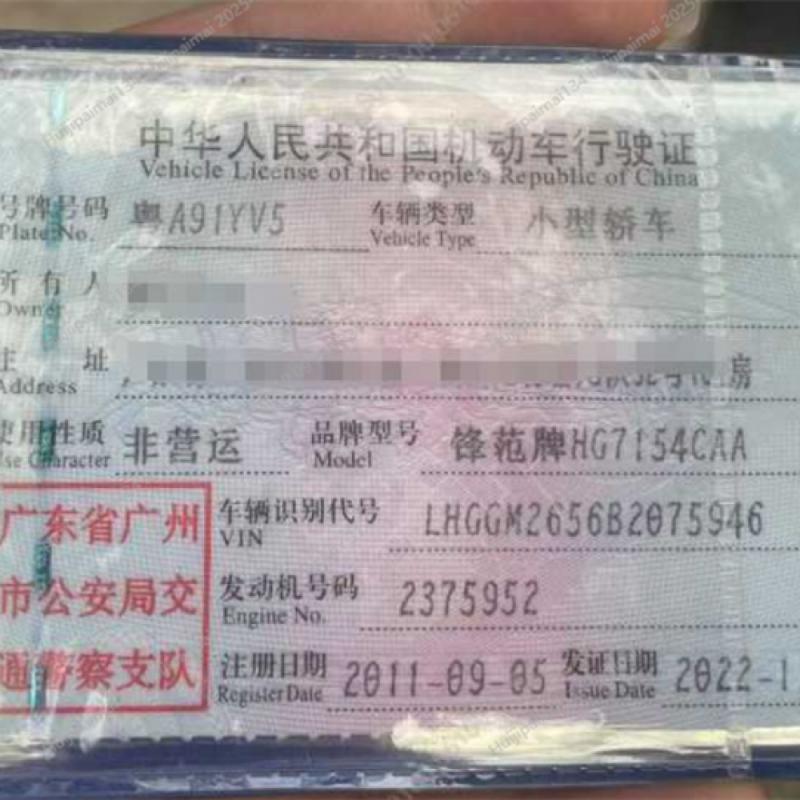 中华人民共和国机动车行驶证
Vehicle License of the People's Republic of China
号牌号码 粤A91YV5 车辆类型 小型轿车
Plate No. Vehicle Type
所有人
Owner
住址 房
Address
使用性质 非营运 品牌型号 锋范牌HG7154CAA
Use Character Model
广东省广州
市公安局交
通警察支队
车辆识别代号 LHGGM2656B2075946
VIN
发动机号码 2375952
Engine No.
注册日期 2011-09-05 发证日期 2022-1
Register Date Issue Date